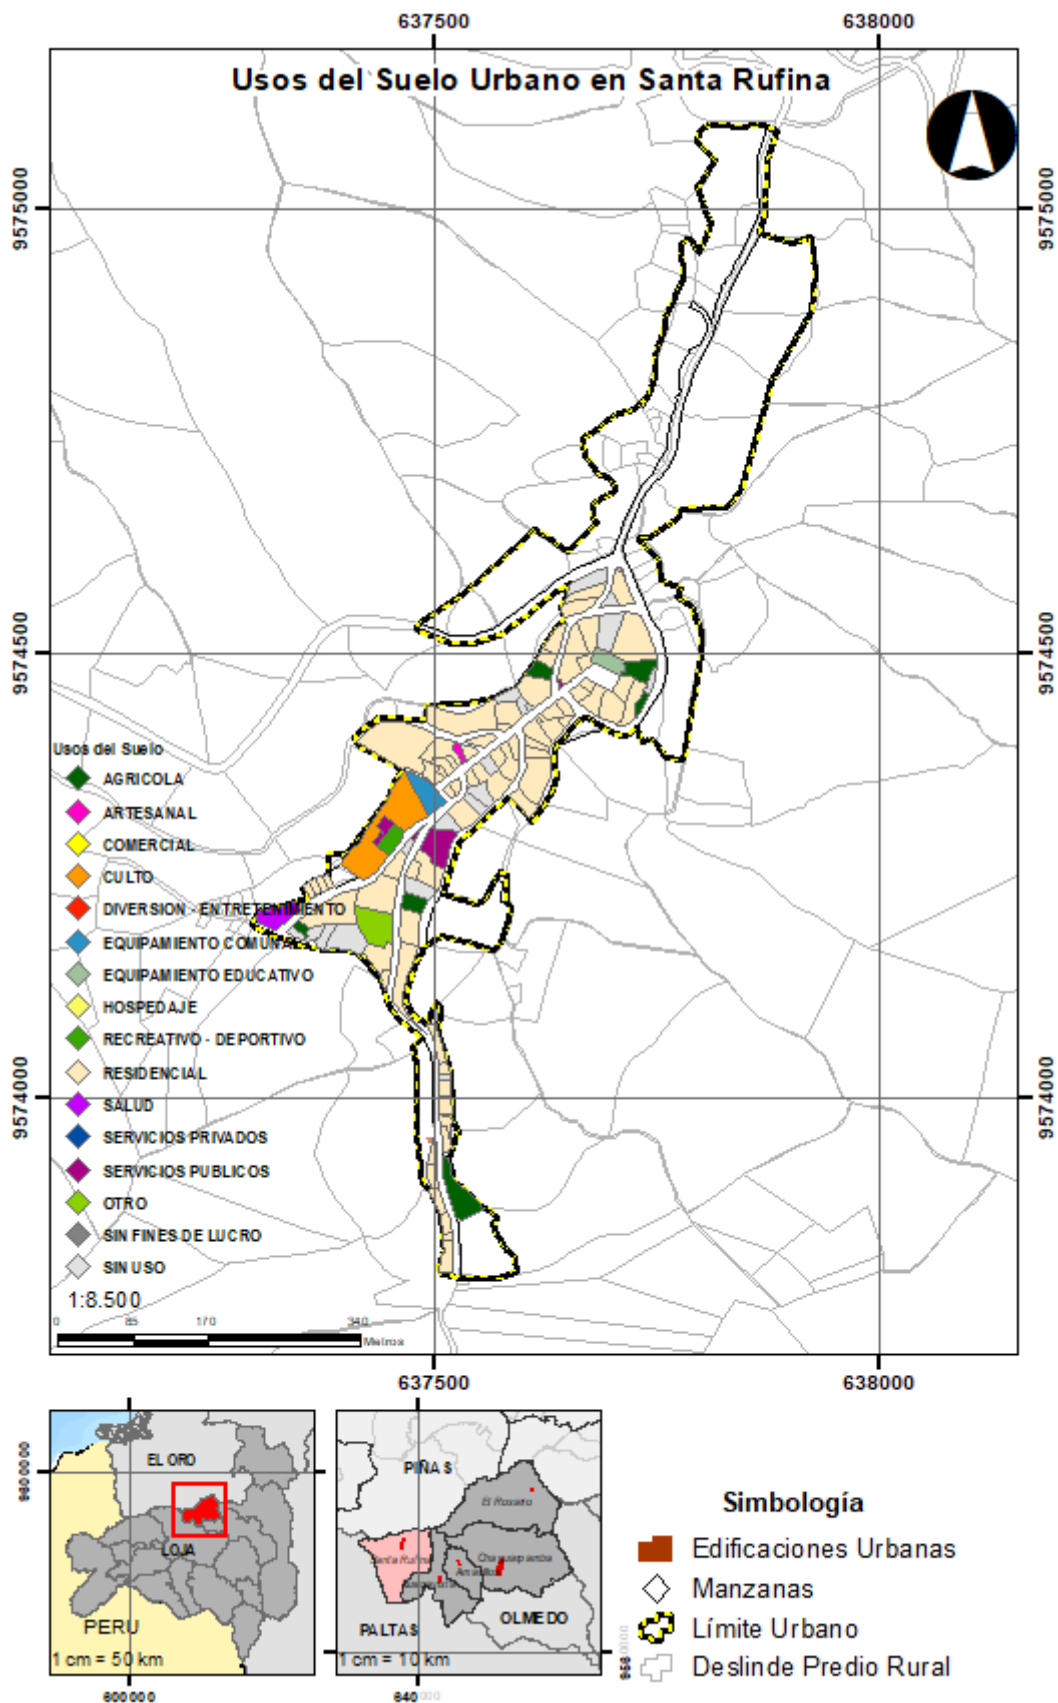 637500 638000
Usos del Suelo Urbano en Santa Rufina
9575000 9575000
9574500 9574500
Usos del Suelo
AGRICOLA
ARTESANAL
COMERCIAL
CULTO
DIVERSION - ENTRETENIMIENTO
EQUIPAMIENTO COMUNAL
EQUIPAMIENTO EDUCATIVO
HOSPEDAJE
RECREATIVO - DEPORTIVO
RESIDENCIAL
9574000 9574000
SALUD
SERVICIOS PRIVADOS
SERVICIOS PUBLICOS
OTRO
SIN FINES DE LUCRO
SIN USO
1:8.500
0 85 170 340
Metros
637500 638000
EL ORO
LOJA
PERU
1 cm = 50 km
600000
PIÑAS
El Rosario
Santa Rufina
Chaguarpamba
PALTAS
OLMEDO
1 cm = 10 km
640000
Simbología
Edificaciones Urbanas
Manzanas
Límite Urbano
Deslinde Predio Rural